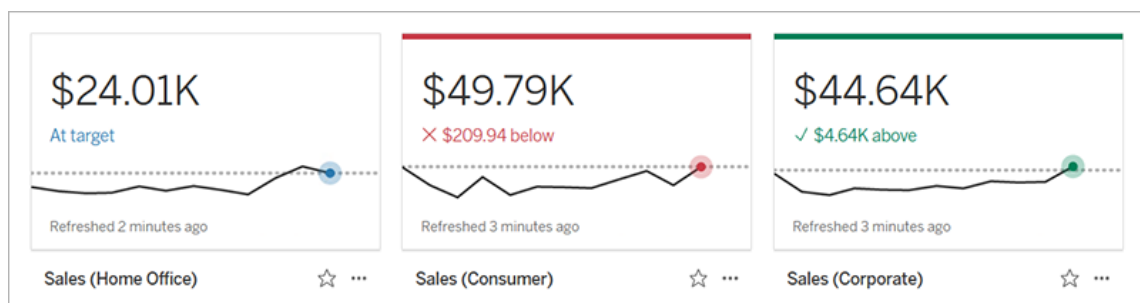 $24.01K
At target
Refreshed 2 minutes ago
Sales (Home Office)
$49.79K
$209.94 below
Refreshed 3 minutes ago
Sales (Consumer)
$44.64K
$4.64K above
Refreshed 3 minutes ago
Sales (Corporate)